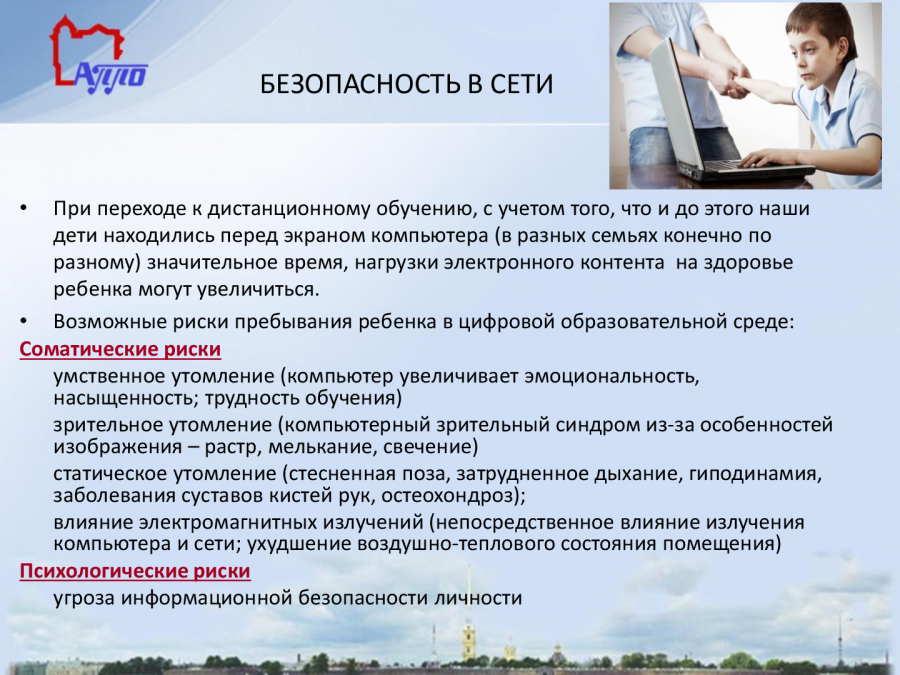 Аппо
БЕЗОПАСНОСТЬ В СЕТИ
• При переходе к дистанционному обучению, с учетом того, что и до этого наши
дети находились перед экраном компьютера (в разных семьях конечно по
разному) значительное время, нагрузки электронного контента на здоровье
ребенка могут увеличиться.
• Возможные риски пребывания ребенка в цифровой образовательной среде:
Соматические риски
умственное утомление (компьютер увеличивает эмоциональность,
насыщенность; трудность обучения)
зрительное утомление (компьютерный зрительный синдром из-за особенностей
изображения – растр, мелькание, свечение)
статическое утомление (стесненная поза, затрудненное дыхание, гиподинамия,
заболевания суставов кистей рук, остеохондроз);
влияние электромагнитных излучений (непосредственное влияние излучения
компьютера и сети; ухудшение воздушно-теплового состояния помещения)
Психологические риски
угроза информационной безопасности личности